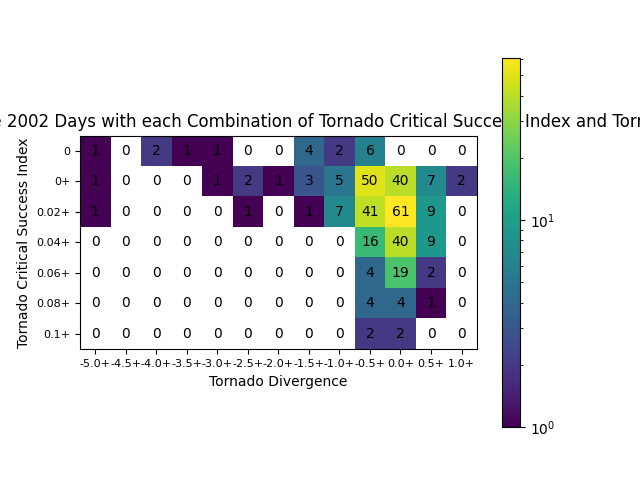 2002 Days with each Combination of Tornado Critical Success Index and Tor
Tornado Critical Success Index
0 1 0 2 1 1 0 0 4 2 6 0 0 0
0+ 1 0 0 0 1 2 1 3 5 50 40 7 2
0.02+ 1 0 0 0 0 1 0 1 7 41 61 9 0
0.04+ 0 0 0 0 0 0 0 0 0 16 40 9 0
0.06+ 0 0 0 0 0 0 0 0 0 4 19 2 0
0.08+ 0 0 0 0 0 0 0 0 0 4 4 1 0
0.1+ 0 0 0 0 0 0 0 0 0 2 2 0 0
-5.0+ -4.5+ -4.0+ -3.5+ -3.0+ -2.5+ -2.0+ -1.5+ -1.0+ -0.5+ 0.0+ 0.5+ 1.0+
Tornado Divergence
10^1
10^0